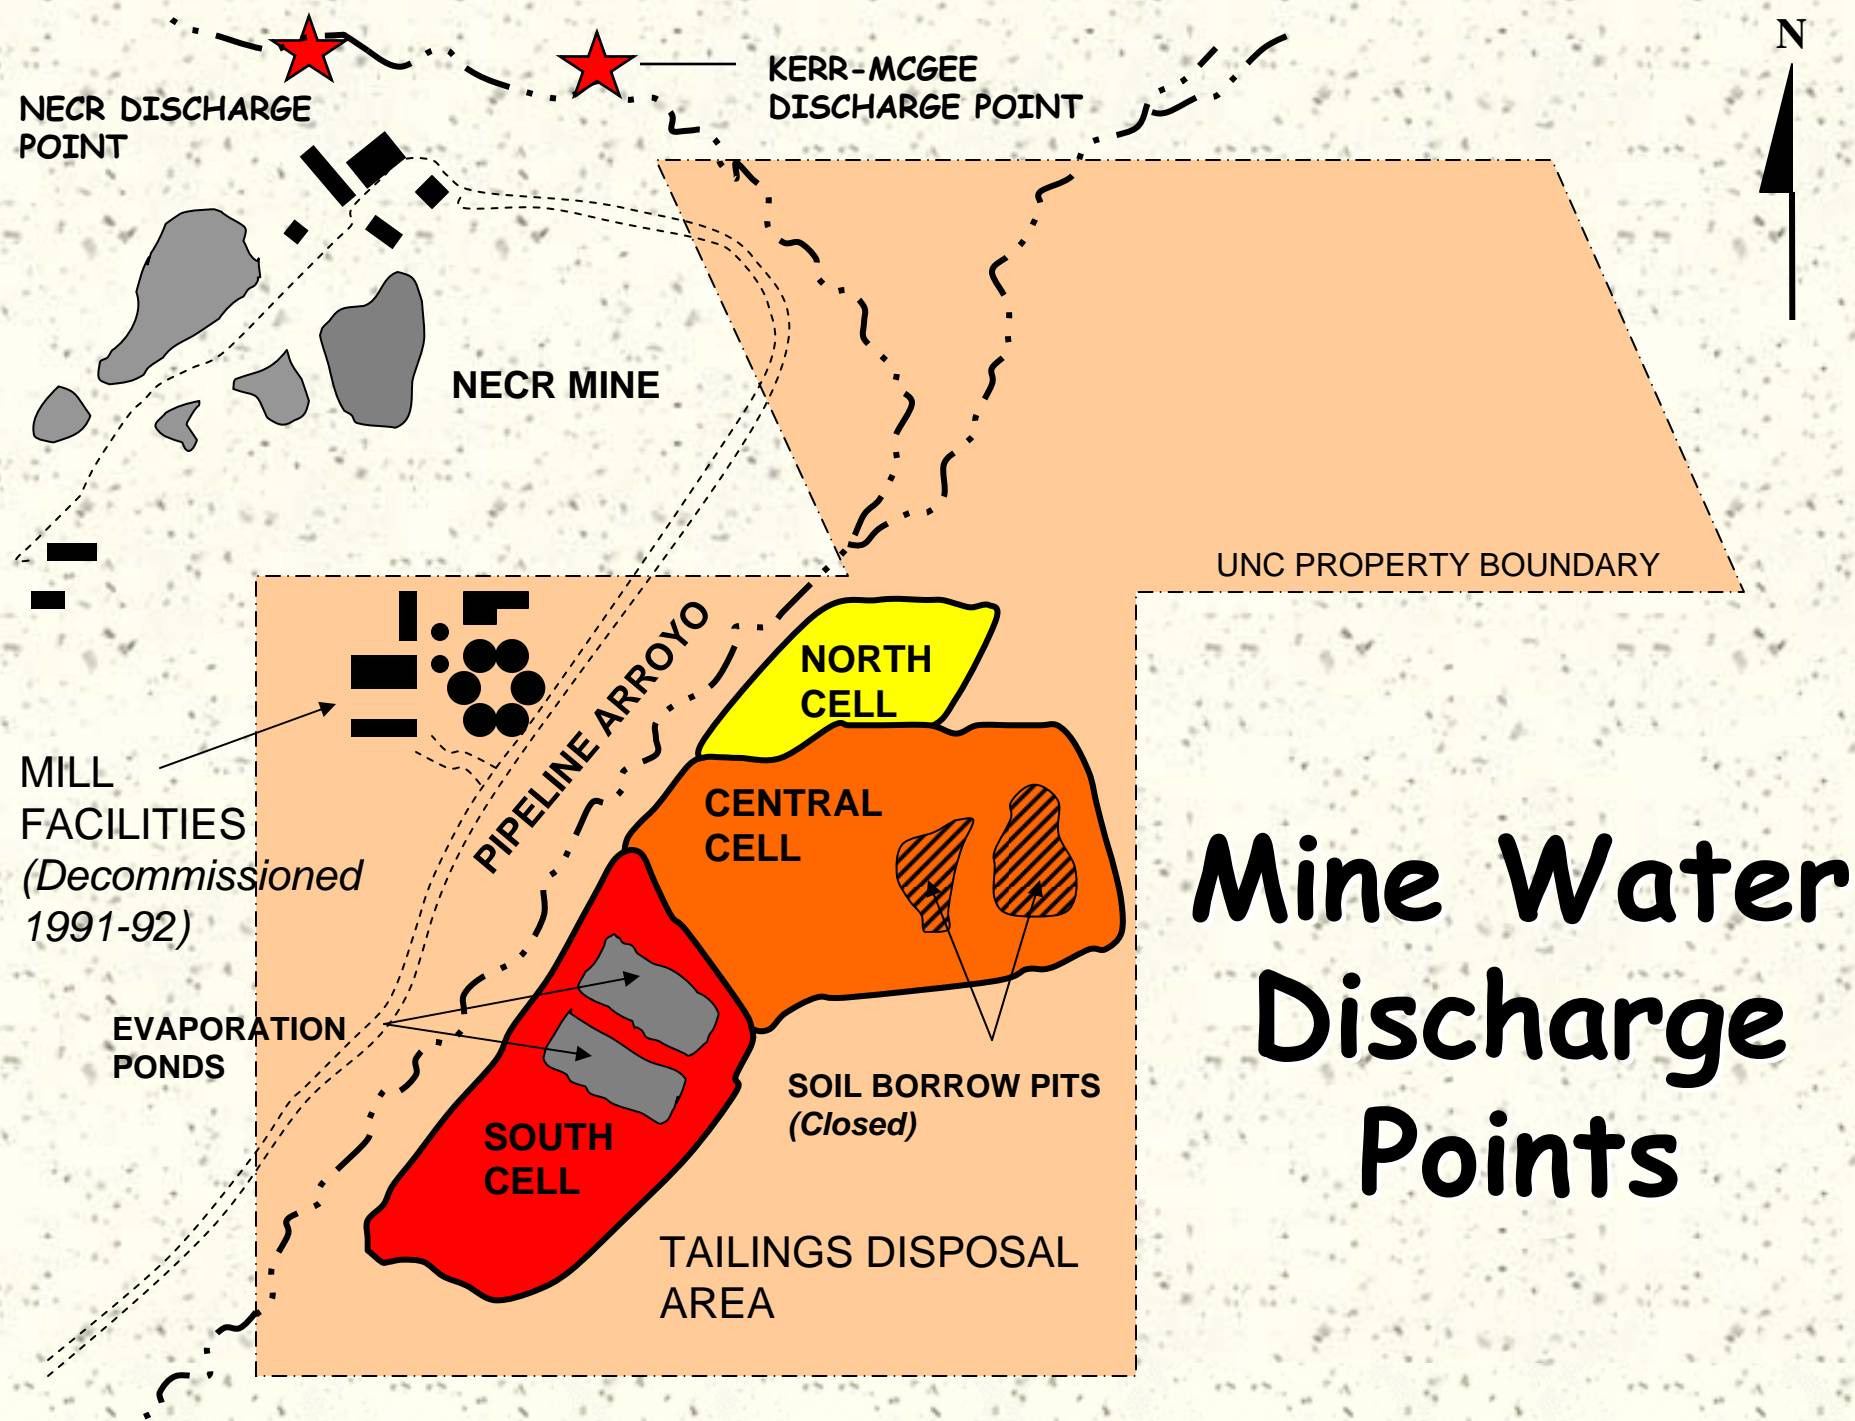 N
KERR-MCGEE
DISCHARGE POINT
NECR DISCHARGE
POINT
NECR MINE
UNC PROPERTY BOUNDARY
PIPELINE ARROYO
NORTH
CELL
MILL
FACILITIES
(Decommissioned
1991-92)
CENTRAL
CELL
Mine Water
Discharge
Points
EVAPORATION
PONDS
SOIL BORROW PITS
(Closed)
SOUTH
CELL
TAILINGS DISPOSAL
AREA